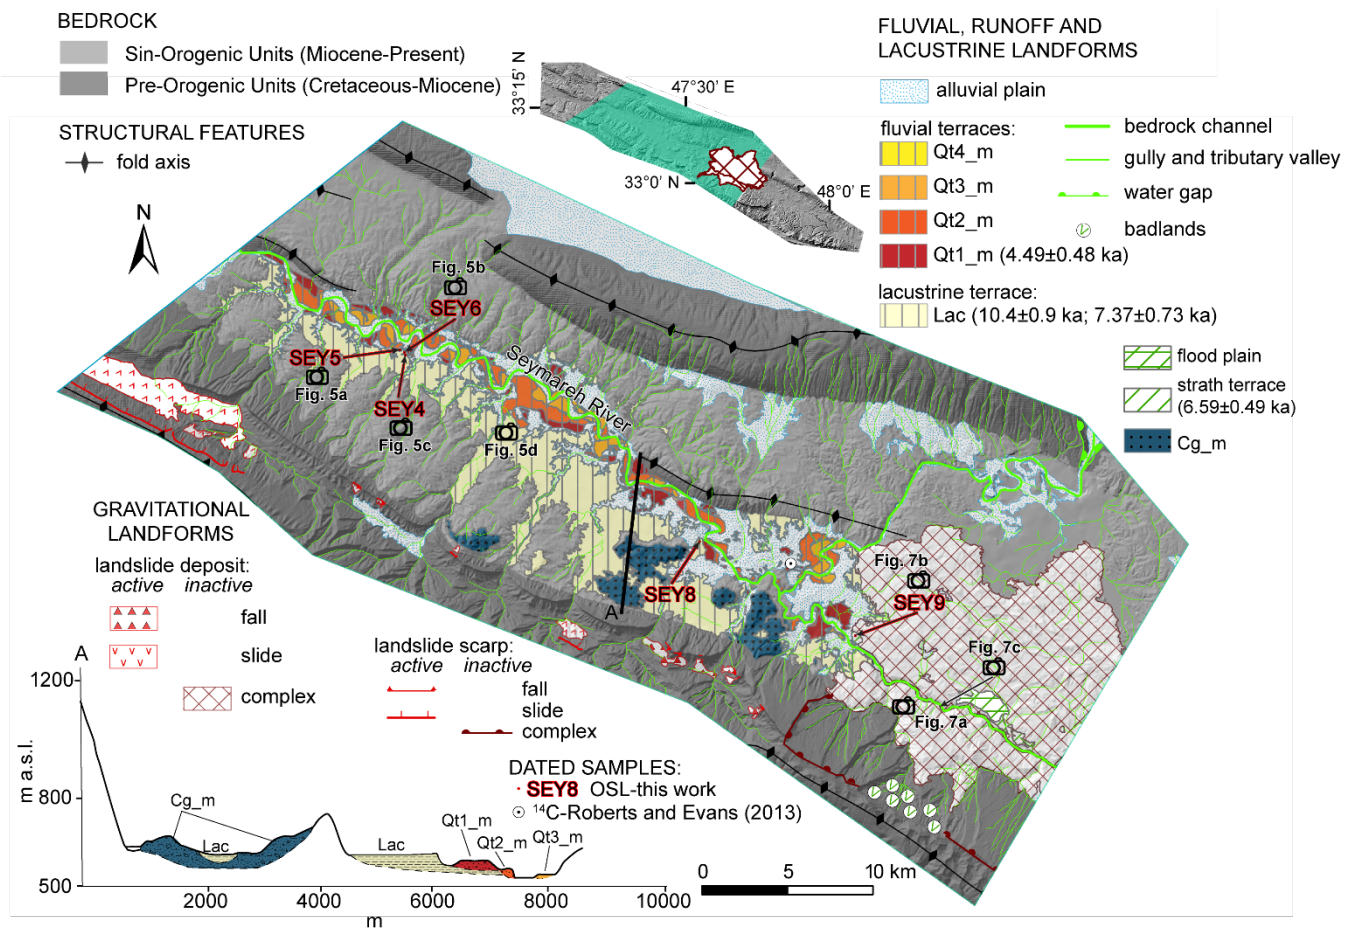 BEDROCK
Sin-Orogenic Units (Miocene-Present)
Pre-Orogenic Units (Cretaceous-Miocene)
STRUCTURAL FEATURES
fold axis
N
33°15' N
47°30' E
33°0' N
48°0' E
FLUVIAL, RUNOFF AND
LACUSTRINE LANDFORMS
alluvial plain
fluvial terraces:
Qt4_m
Qt3_m
Qt2_m
Qt1_m (4.49±0.48 ka)
lacustrine terrace:
Lac (10.4±0.9 ka; 7.37±0.73 ka)
bedrock channel
gully and tributary valley
water gap
badlands
flood plain
strath terrace
(6.59±0.49 ka)
Cg_m
Fig. 5b
SEY6
SEY5
Fig. 5a
SEY4
Fig. 5c
Fig. 5d
Seymareh River
A
SEY8
Fig. 7b
SEY9
Fig. 7c
Fig. 7a
GRAVITATIONAL
LANDFORMS
landslide deposit:
active inactive
fall
slide
complex
landslide scarp:
active inactive
fall
slide
complex
DATED SAMPLES:
SEY8 OSL-this work
14C-Roberts and Evans (2013)
0 5 10 km
A
1200
800
500
m a.s.l.
Cg_m
Lac
Lac
Qt1_m
Qt2_m
Qt3_m
2000 4000 6000 8000 10000
m